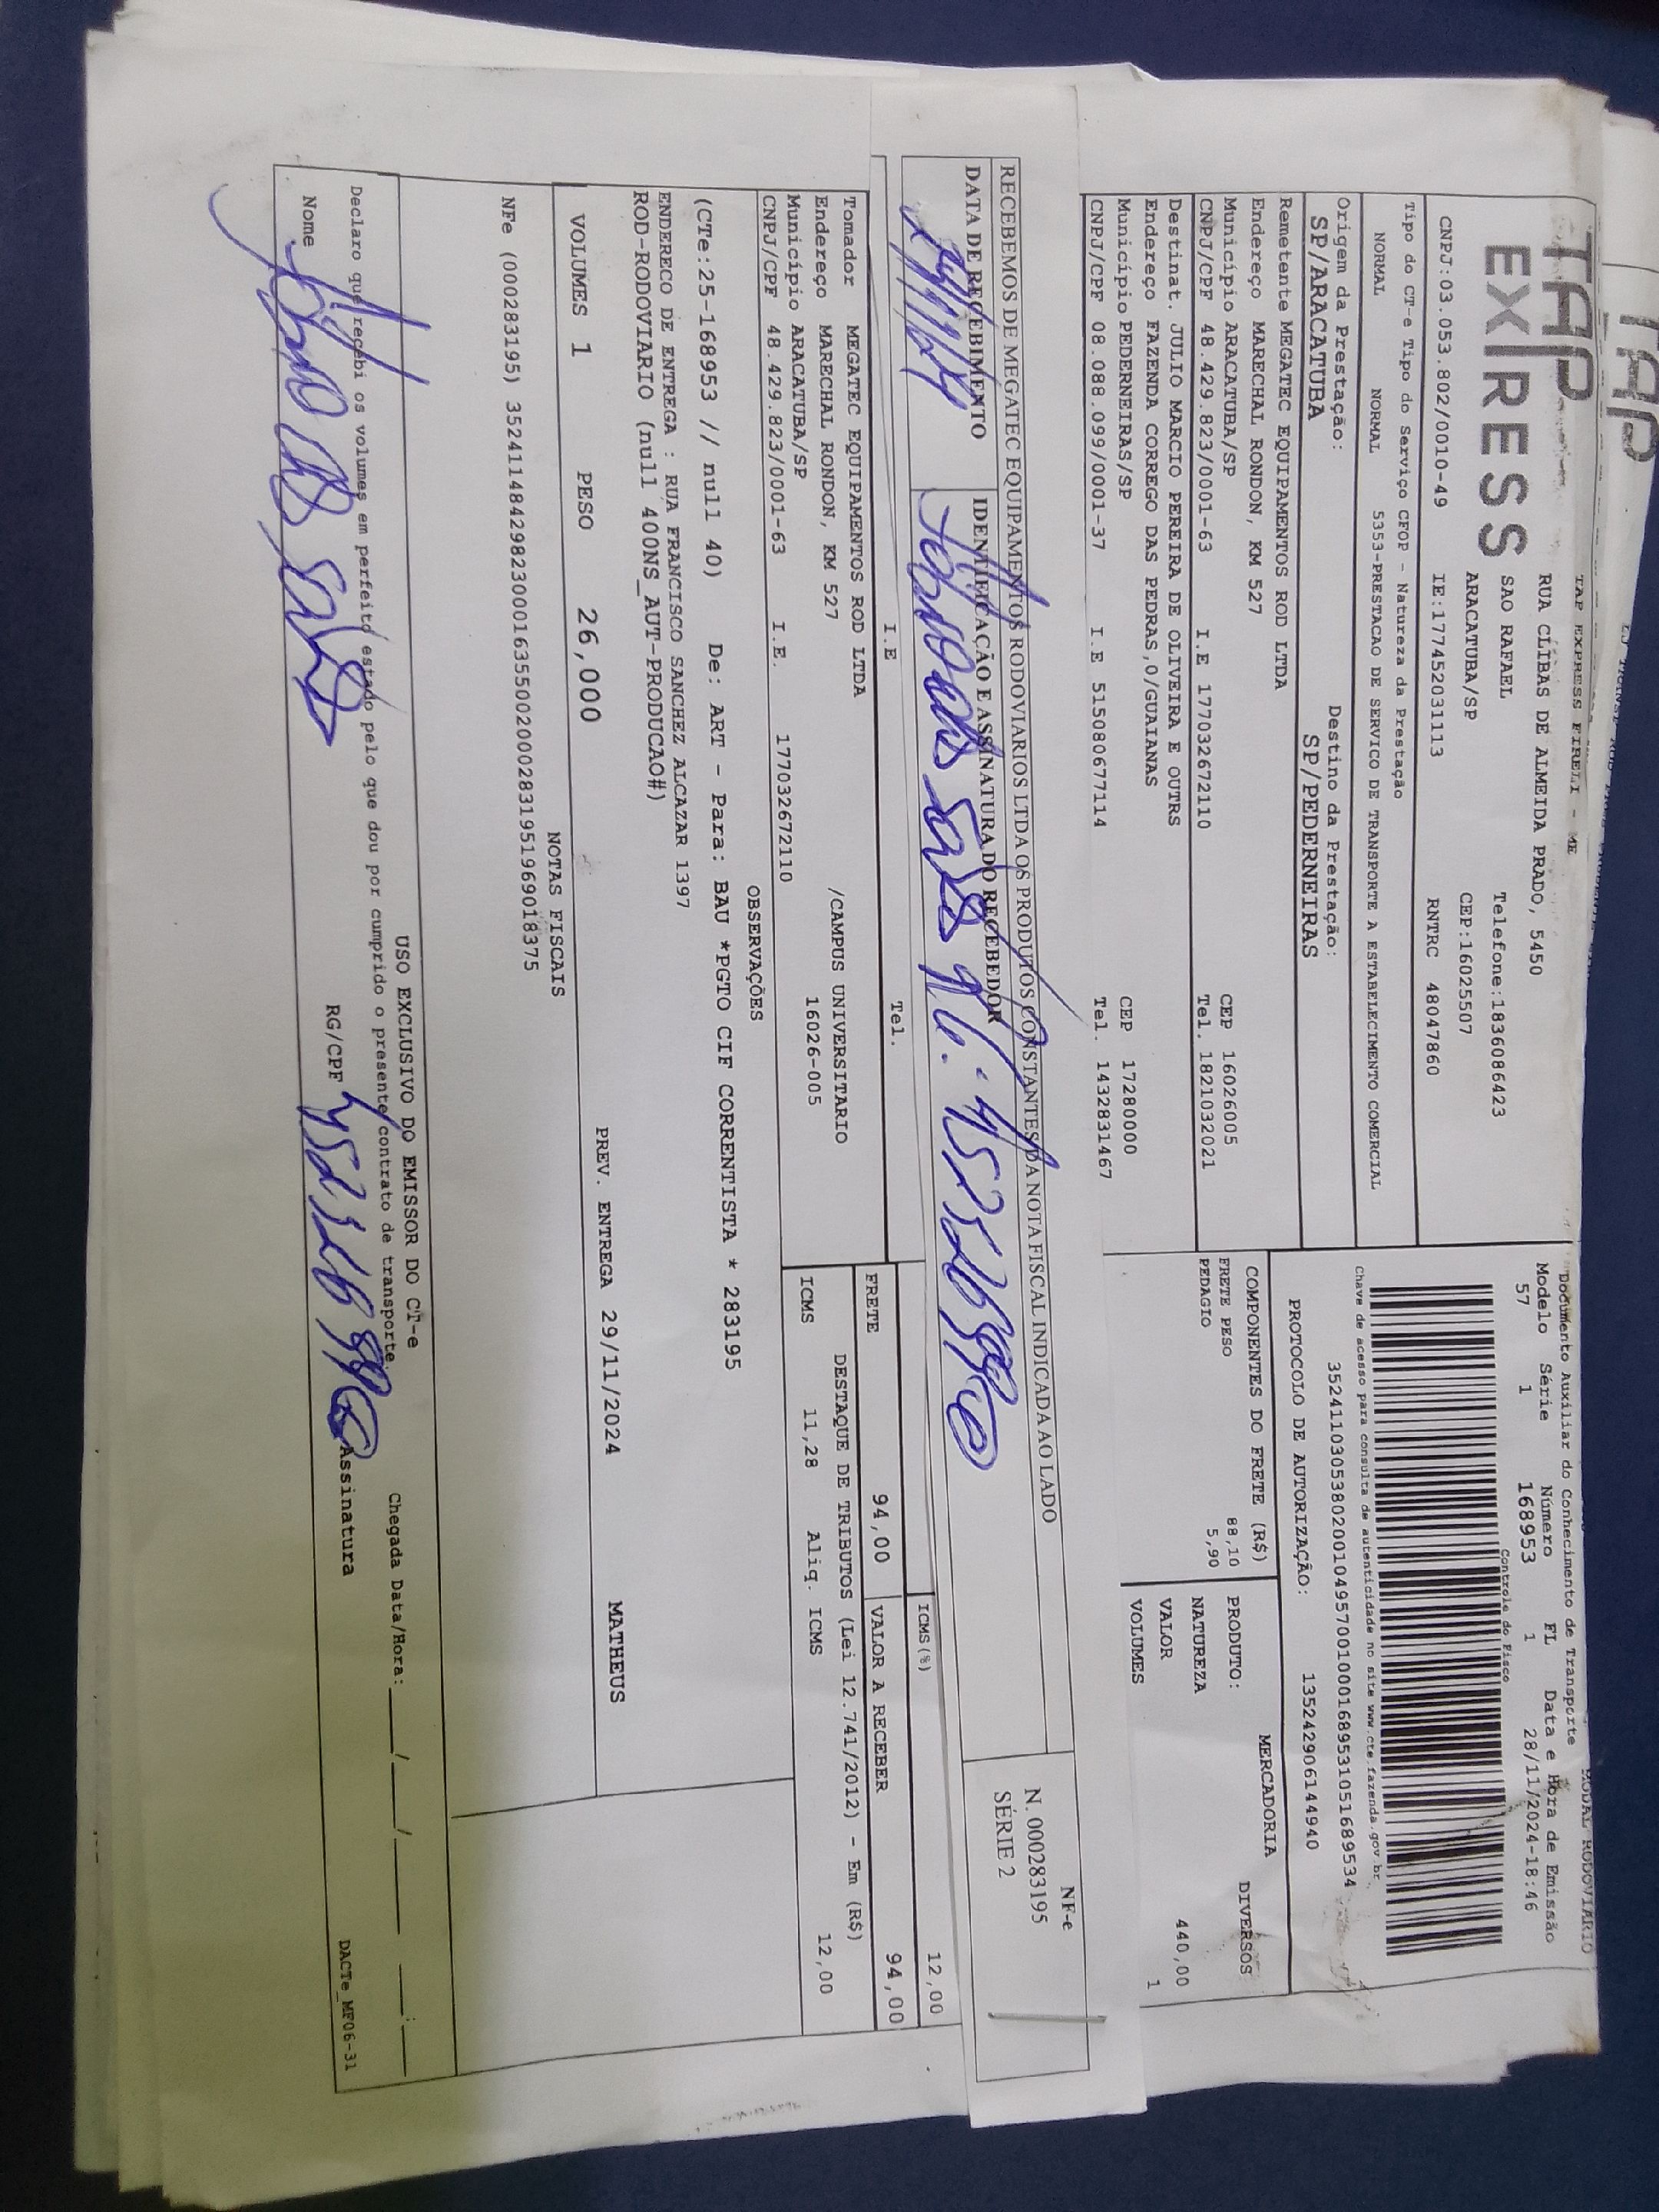 TAP
TAP EXPRESS EIRELI - ME
MODAL RODOVIARIO
TAP
EXPRESS
RUA CLIBAS DE ALMEIDA PRADO, 5450
SAO RAFAEL Telefone:1836086423
ARACATUBA/SP CEP:16025507
CNPJ:03.053.802/0010-49 IE:177452031113 RNTRC 48047860
Documento Auxiliar do Conhecimento de Transporte
Modelo Série Número FL Data e Hora de Emissão
57 1 168953 1 28/11/2024-18:46
Controle do Fisco
Tipo do CT-e Tipo do Serviço CFOP - Natureza da Prestação
NORMAL NORMAL 5353-PRESTACAO DE SERVICO DE TRANSPORTE A ESTABELECIMENTO COMERCIAL
Chave de acesso para consulta de autenticidade no site www.cte.fazenda.gov.br
35241103053802001049570010001689531051689534
Origem da Prestação: Destino da Prestação:
SP/ARACATUBA SP/PEDERNEIRAS
PROTOCOLO DE AUTORIZAÇÃO: 135242906144940
Remetente MEGATEC EQUIPAMENTOS ROD LTDA
Endereço MARECHAL RONDON, KM 527
Município ARACATUBA/SP CEP 16026005
CNPJ/CPF 48.429.823/0001-63 I.E 177032672110 Tel. 1821032021
Destinat. JULIO MARCIO PEREIRA DE OLIVEIRA E OUTRS
Endereço FAZENDA CORREGO DAS PEDRAS,0/GUAIANAS
Município PEDERNEIRAS/SP CEP 17280000
CNPJ/CPF 08.088.099/0001-37 I.E 515080677114 Tel. 1432831467
COMPONENTES DO FRETE (R$)
FRETE PESO 88,10
PEDAGIO 5,90
MERCADORIA
PRODUTO: DIVERSOS
NATUREZA
VALOR 440,00
VOLUMES 1
RECEBEMOS DE MEGATEC EQUIPAMENTOS RODOVIARIOS LTDA OS PRODUTOS CONSTANTES DA NOTA FISCAL INDICADA AO LADO
DATA DE RECEBIMENTO IDENTIFICAÇÃO E ASSINATURA DO RECEBEDOR
NF-e
N. 000283195
SÉRIE 2
I.E Tel.
ICMS(%) 12,00
FRETE 94,00 VALOR A RECEBER 94,00
Tomador MEGATEC EQUIPAMENTOS ROD LTDA
Endereço MARECHAL RONDON, KM 527 /CAMPUS UNIVERSITARIO
Município ARACATUBA/SP 16026-005
CNPJ/CPF 48.429.823/0001-63 I.E. 177032672110
DESTAQUE DE TRIBUTOS (Lei 12.741/2012) - Em (R$)
ICMS 11,28 Aliq. ICMS 12,00
OBSERVAÇÕES
(CTe:25-168953 // null 40) De: ART - Para: BAU *PGTO CIF CORRENTISTA * 283195
ENDERECO DE ENTREGA : RUA FRANCISCO SANCHEZ ALCAZAR 1397
ROD-RODOVIARIO (null 400NS_AUT-PRODUCAO#)
VOLUMES 1 PESO 26,000 PREV. ENTREGA 29/11/2024 MATHEUS
NOTAS FISCAIS
NFe (000283195) 35241148429823000163550020002831951969018375
USO EXCLUSIVO DO EMISSOR DO CT-e
Declaro que recebi os volumes em perfeito estado pelo que dou por cumprido o presente contrato de transporte.
Chegada Data/Hora: ___/___/_____ ___:___
Nome RG/CPF Assinatura
DACTe_MF06-31